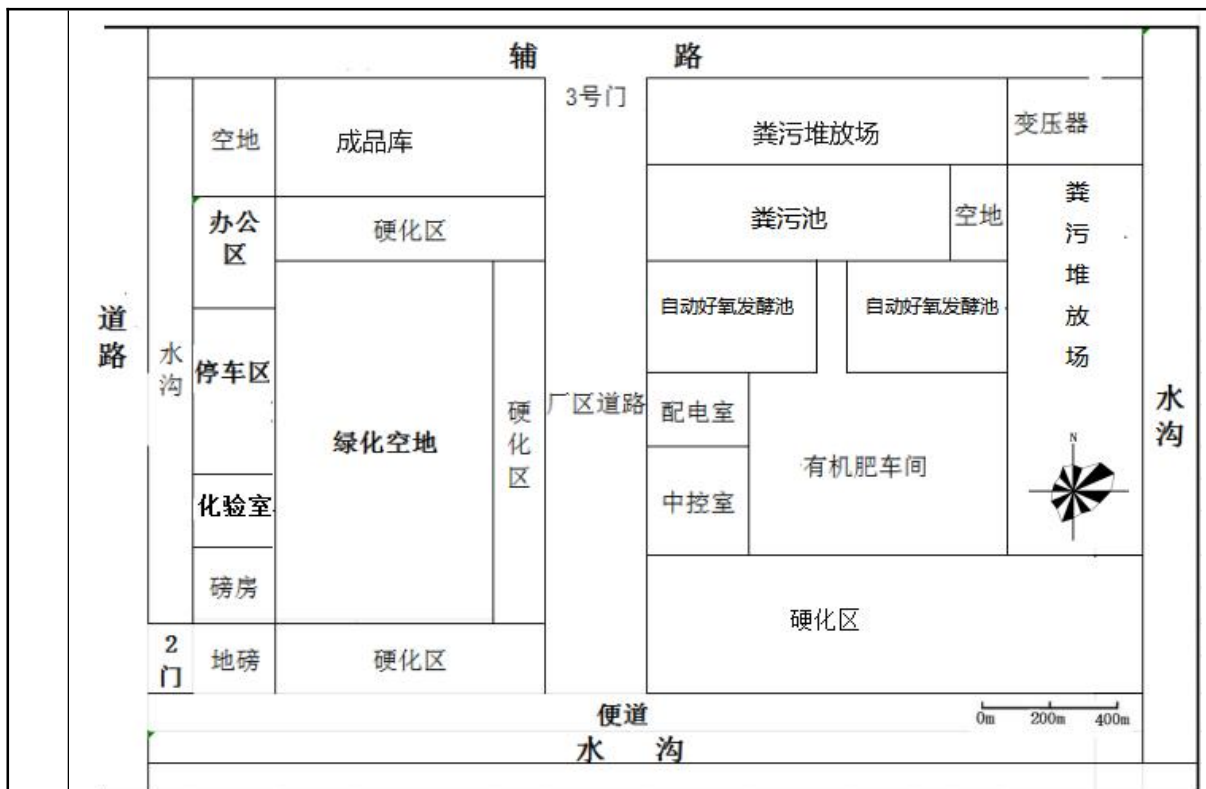 辅 路
3号门
空地
成品库
粪污堆放场
变压器
办公
区
硬化区
粪污池
空地
粪污堆放场
道路
水沟
停车区
绿化空地
硬化区
厂区道路
自动好氧发酵池
自动好氧发酵池
配电室
有机肥车间
中控室
水沟
N
化验室
磅房
硬化区
2
门
地磅
硬化区
便道
0m 200m 400m
水 沟